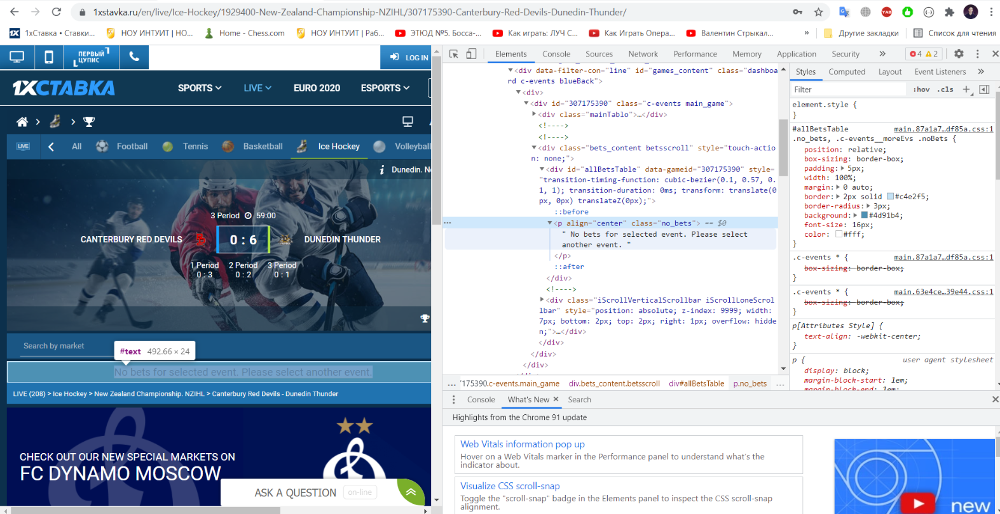 1xstavka.ru/en/live/Ice-Hockey/1929400-New-Zealand-Championship-NZIHL/307175390-Canterbury-Red-Devils-Dunedin-Thunder/
YAB
1X 1xСтавка • Ставки...
НОУ ИНТУИТ | НО...
Home - Chess.com
НОУ ИНТУИТ | Раб...
ЭТЮД №5. Босса-...
Как играть: ЛУЧ С...
Как Играть Опера...
Валентин Стрыкал...
»
Другие закладки
Список для чтения
ПЕРВЫЙ
ЦУПИС
LOG IN
1XСТАВКА
SPORTS
LIVE
EURO 2020
ESPORTS
LIVE
All
Football
Tennis
Basketball
Ice Hockey
Volleyball
i Dunedin. N
3 Period 59:00
CANTERBURY RED DEVILS
0 : 6
DUNEDIN THUNDER
1 Period 2 Period 3 Period
0 : 3 0 : 2 0 : 1
Search by market
#text 492.66 × 24
No bets for selected event. Please select another event.
LIVE (208) > Ice Hockey > New Zealand Championship. NZIHL > Canterbury Red Devils - Dunedin Thunder
CHECK OUT OUR NEW SPECIAL MARKETS ON
FC DYNAMO MOSCOW
ASK A QUESTION on-line
Elements Console Sources Network Performance Memory Application Security » 4 2
<div data-filter-con="line" id="games_content" class="dashboa
rd c-events blueBack">
<div>
<div id="307175390" class="c-events main_game">
<div class="mainTablo">…</div>
<!---->
<!---->
<div class="bets_content betsscroll" style="touch-actio
n: none;">
<div id="allBetsTable" data-gameid="307175390" style=
"transition-timing-function: cubic-bezier(0.1, 0.57, 0.
1, 1); transition-duration: 0ms; transform: translate(0
px, 0px) translateZ(0px);">
::before
<p align="center" class="no_bets"> == $0
" No bets for selected event. Please select
another event. "
</p>
::after
</div>
<!---->
<div class="iScrollVerticalScrollbar iScrollLoneScrol
lbar" style="position: absolute; z-index: 9999; width:
7px; bottom: 2px; top: 2px; right: 1px; overflow: hidde
n;">…</div>
</div>
</div>
</div>
... '175390.c-events.main_game div.bets_content.betsscroll div#allBetsTable p.no_bets ...
Styles Computed Layout Event Listeners »
Filter :hov .cls +
element.style {
}
#allBetsTable main.87a1a7…df85a.css:1
.no_bets, .c-events__moreEvs .noBets {
position: relative;
box-sizing: border-box;
padding: 5px;
width: 100%;
margin: 0 auto;
border: 2px solid #c4e2f5;
border-radius: 3px;
background: #4d91b4;
font-size: 16px;
color: #fff;
}
.c-events * { main.87a1a7…df85a.css:1
box-sizing: border-box;
}
.c-events * { main.63e4ce…39e44.css:1
box-sizing: border-box;
}
p[Attributes Style] {
text-align: -webkit-center;
}
p { user agent stylesheet
display: block;
margin-block-start: 1em;
margin-block-end: 1em;
Console What's New × Search
Highlights from the Chrome 91 update
Web Vitals information pop up
Hover on a Web Vitals marker in the Performance panel to understand what's the
indicator about.
Visualize CSS scroll-snap
Toggle the "scroll-snap" badge in the Elements panel to inspect the CSS scroll-snap
alignment.
new